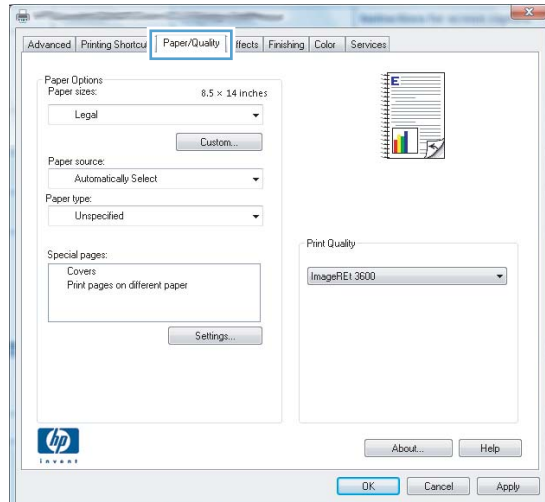 Advanced Printing Shortcu Paper/Quality ffects Finishing Color Services
Paper Options
Paper sizes: 8.5 × 14 inches
Legal
Custom...
Paper source:
Automatically Select
Paper type:
Unspecified
Special pages:
Covers
Print pages on different paper
Settings...
E
Print Quality
ImageREt 3600
hp
invent
About... Help
OK Cancel Apply